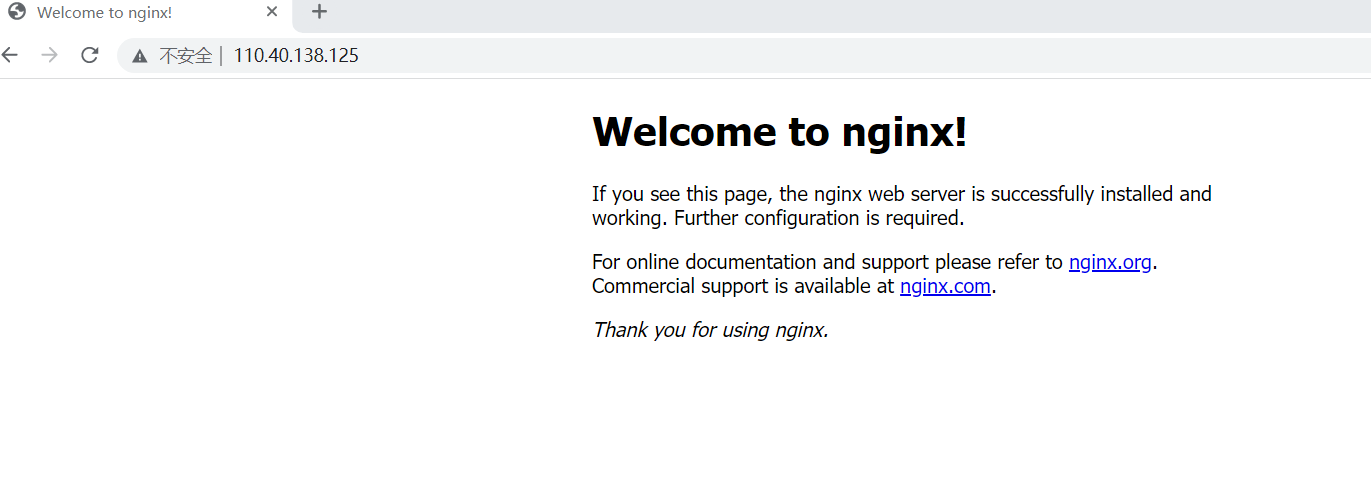 Welcome to nginx!
不安全 | 110.40.138.125
Welcome to nginx!
If you see this page, the nginx web server is successfully installed and
working. Further configuration is required.
For online documentation and support please refer to nginx.org.
Commercial support is available at nginx.com.
Thank you for using nginx.